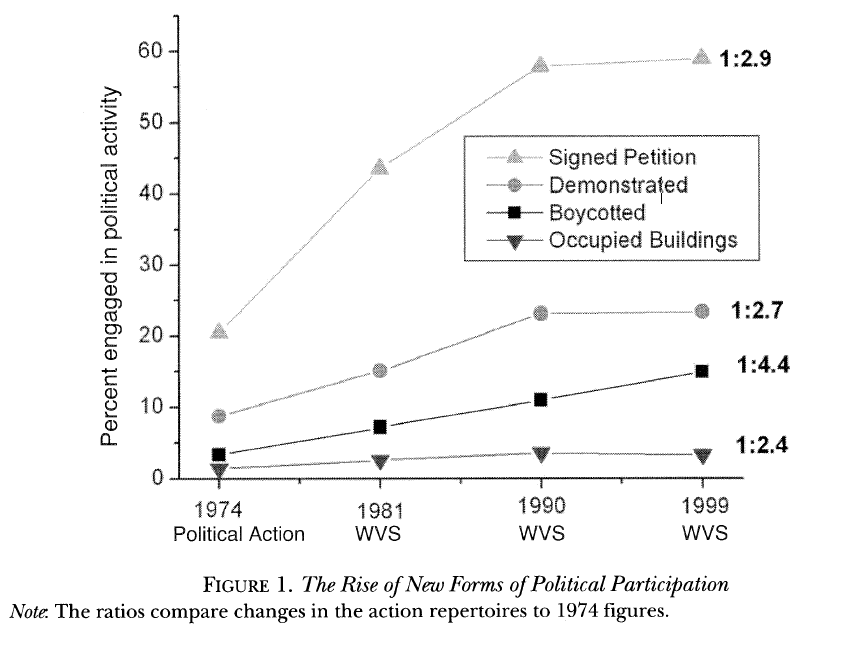 60
50
40
30
20
10
0
Percent engaged in political activity
Signed Petition
Demonstrated
Boycotted
Occupied Buildings
1:2.9
1:2.7
1:4.4
1:2.4
1974 1981 1990 1999
Political Action WVS WVS WVS
FIGURE 1. The Rise of New Forms of Political Participation
Note: The ratios compare changes in the action repertoires to 1974 figures.